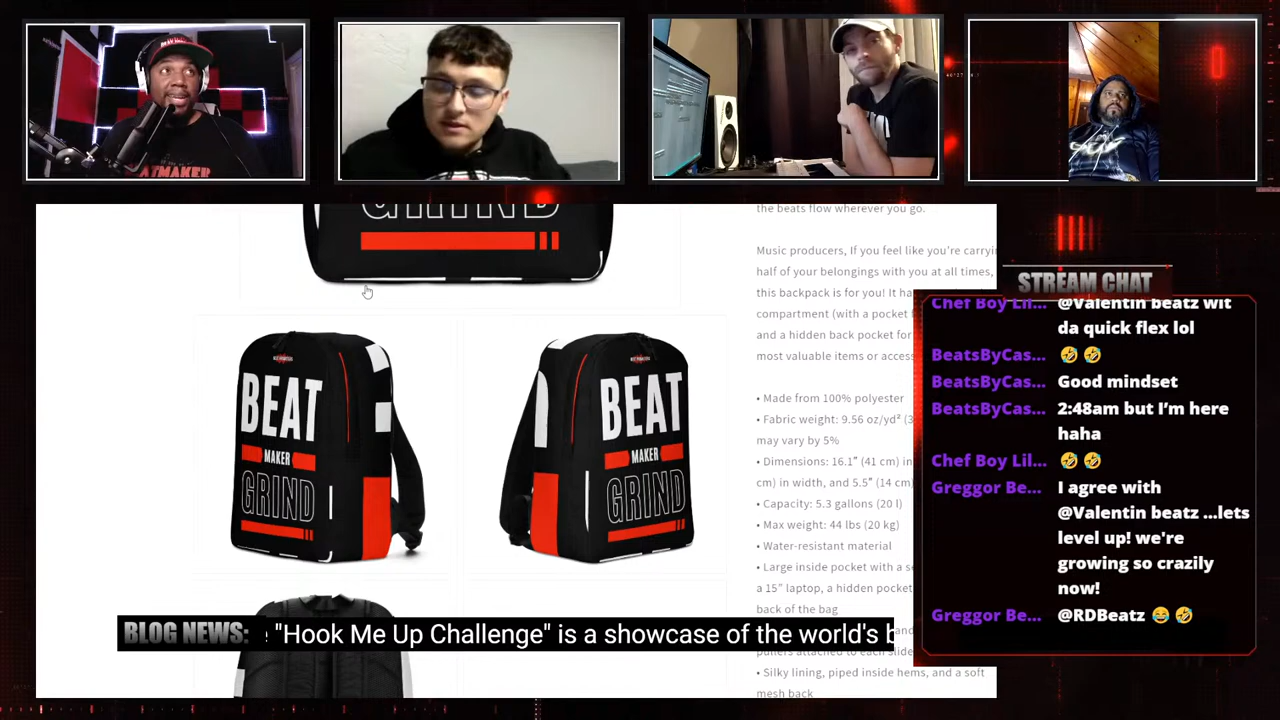 GRIND
the beats flow wherever you go.
Music producers, If you feel like you're carryin
half of your belongings with you at all times,
this backpack is for you! It ha
compartment (with a pocket f
and a hidden back pocket for
most valuable items or access
BEAT
MAKER
GRIND
BEAT
MAKER
GRIND
• Made from 100% polyester
• Fabric weight: 9.56 oz/yd² (3
may vary by 5%
• Dimensions: 16.1" (41 cm) in
cm) in width, and 5.5" (14 cm)
• Capacity: 5.3 gallons (20 l)
• Max weight: 44 lbs (20 kg)
• Water-resistant material
• Large inside pocket with a se
a 15" laptop, a hidden pocket
back of the bag
pullers attached to each slide
• Silky lining, piped inside hems, and a soft
mesh back
BLOG NEWS: "Hook Me Up Challenge" is a showcase of the world's b
STREAM CHAT
Chef Boy Lil... @Valentin beatz wit
da quick flex lol
BeatsByCas... 🤣 🤣
BeatsByCas... Good mindset
BeatsByCas... 2:48am but I'm here
haha
Chef Boy Lil... 🤣 🤣
Greggor Be... I agree with
@Valentin beatz ...lets
level up! we're
growing so crazily
now!
Greggor Be... @RDBeatz 😂 🤣